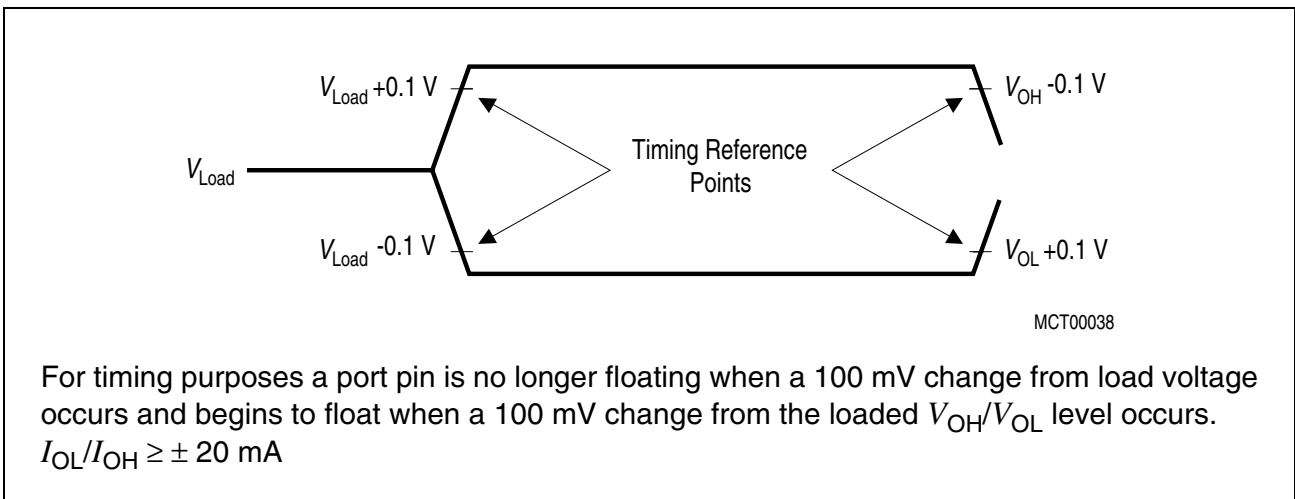 V_Load +0.1 V
V_OH -0.1 V
Timing Reference
Points
V_Load
V_Load -0.1 V
V_OL +0.1 V
MCT00038
For timing purposes a port pin is no longer floating when a 100 mV change from load voltage
occurs and begins to float when a 100 mV change from the loaded V_OH/V_OL level occurs.
I_OL/I_OH ≥ ± 20 mA